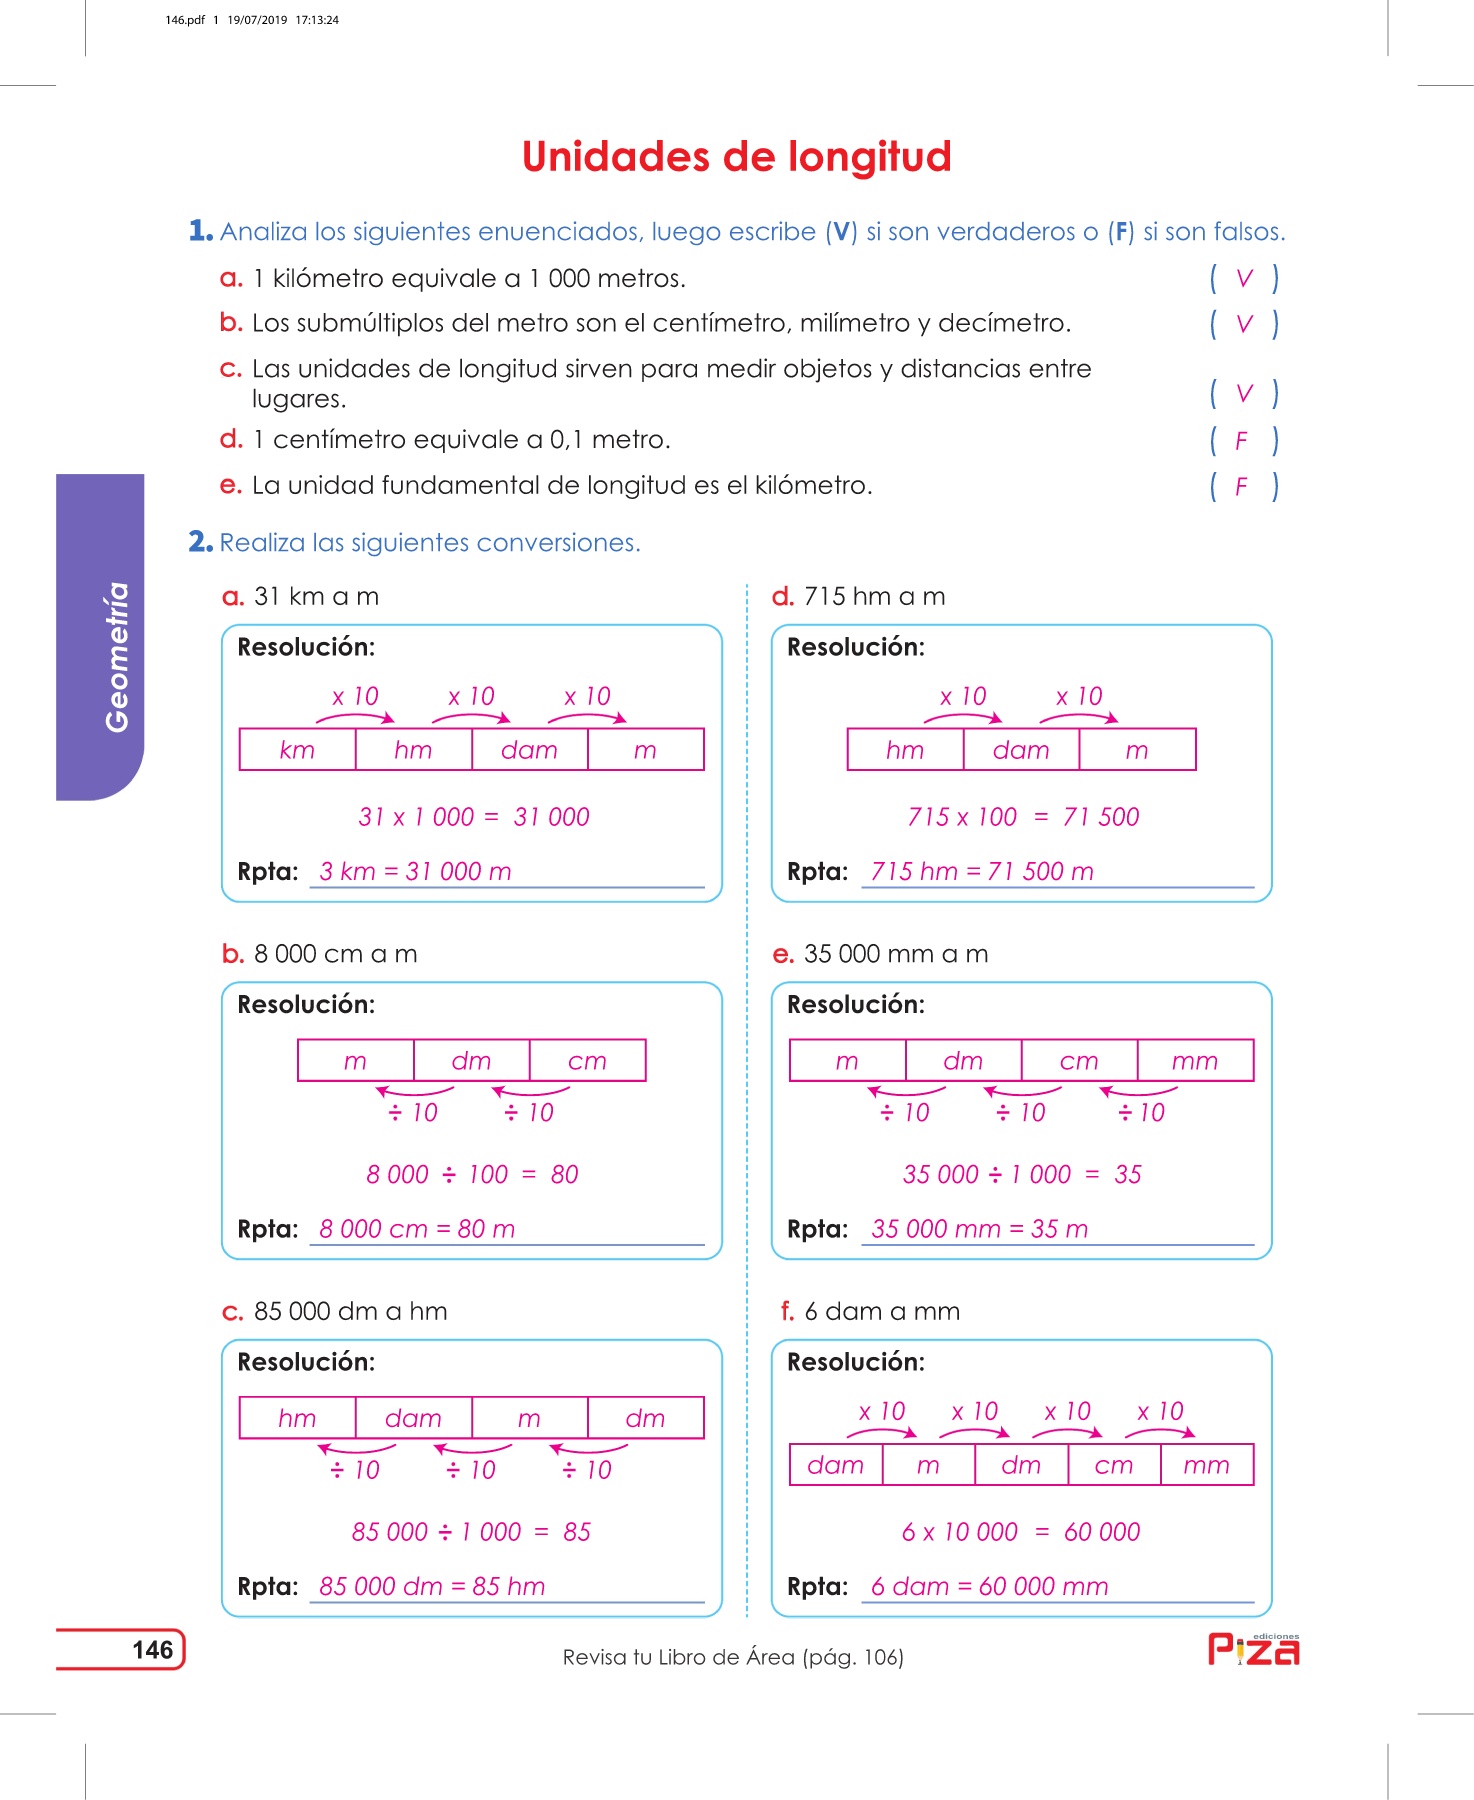 146.pdf 1 19/07/2019 17:13:24
Unidades de longitud
1. Analiza los siguientes enuenciados, luego escribe (V) si son verdaderos o (F) si son falsos.
a. 1 kilómetro equivale a 1 000 metros. ( V )
b. Los submúltiplos del metro son el centímetro, milímetro y decímetro. ( V )
c. Las unidades de longitud sirven para medir objetos y distancias entre
lugares. ( V )
d. 1 centímetro equivale a 0,1 metro. ( F )
e. La unidad fundamental de longitud es el kilómetro. ( F )
Geometría
2. Realiza las siguientes conversiones.
a. 31 km a m
Resolución:
x 10 x 10 x 10
km hm dam m
31 x 1 000 = 31 000
Rpta: 3 km = 31 000 m
b. 8 000 cm a m
Resolución:
m dm cm
÷ 10 ÷ 10
8 000 ÷ 100 = 80
Rpta: 8 000 cm = 80 m
c. 85 000 dm a hm
Resolución:
hm dam m dm
÷ 10 ÷ 10 ÷ 10
85 000 ÷ 1 000 = 85
Rpta: 85 000 dm = 85 hm
d. 715 hm a m
Resolución:
x 10 x 10
hm dam m
715 x 100 = 71 500
Rpta: 715 hm = 71 500 m
e. 35 000 mm a m
Resolución:
m dm cm mm
÷ 10 ÷ 10 ÷ 10
35 000 ÷ 1 000 = 35
Rpta: 35 000 mm = 35 m
f. 6 dam a mm
Resolución:
x 10 x 10 x 10 x 10
dam m dm cm mm
6 x 10 000 = 60 000
Rpta: 6 dam = 60 000 mm
146
Revisa tu Libro de Área (pág. 106)
ediciones
Piza